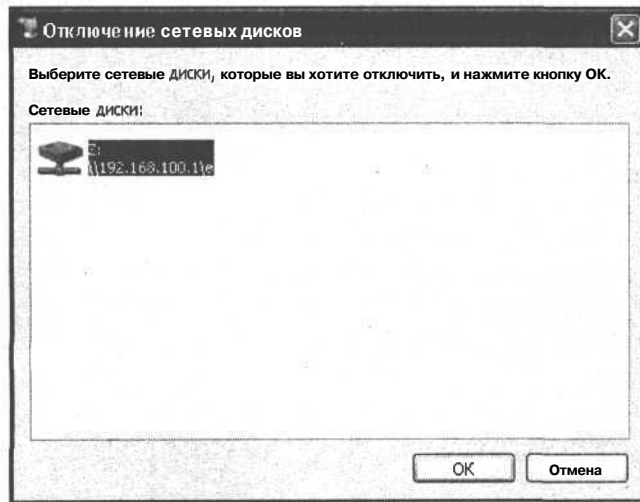 Отключение сетевых дисков
Выберите сетевые диски, которые вы хотите отключить, и нажмите кнопку ОК.
Сетевые диски:
Z:
\\192.168.100.1\e
ОК
Отмена